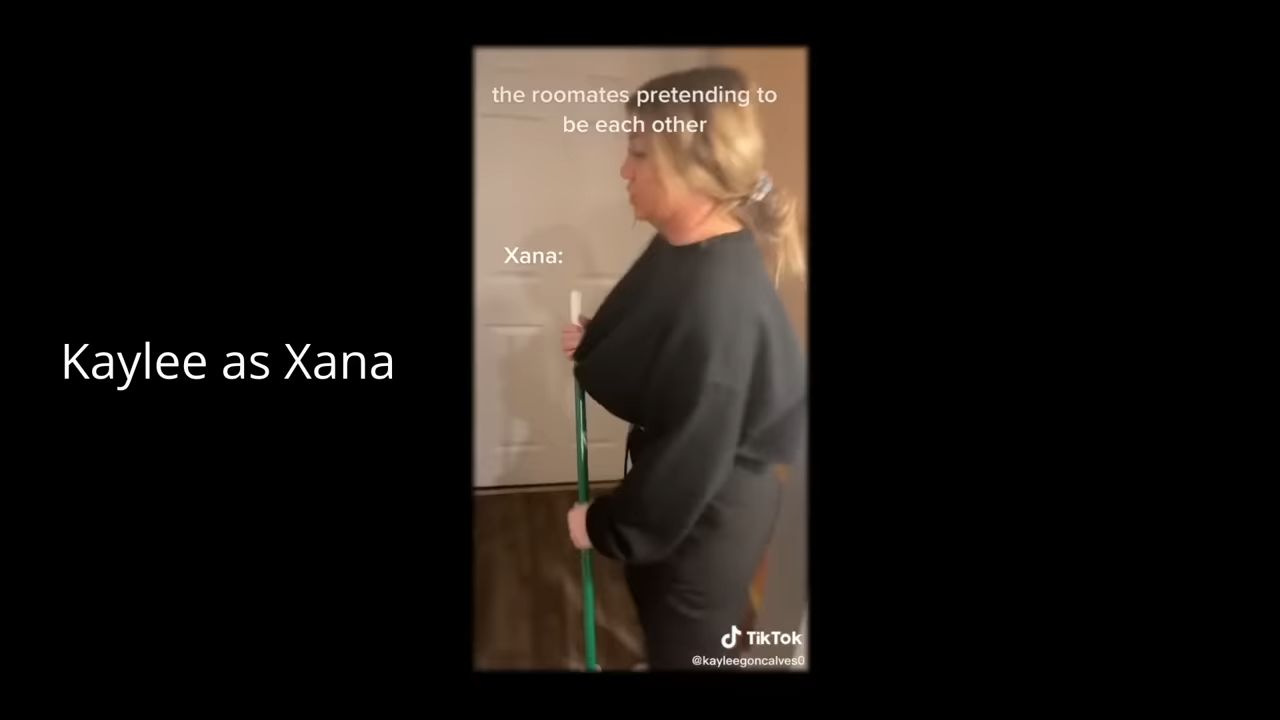 the roomates pretending to
be each other
Xana:
Kaylee as Xana
TikTok
@kayleegoncalves0